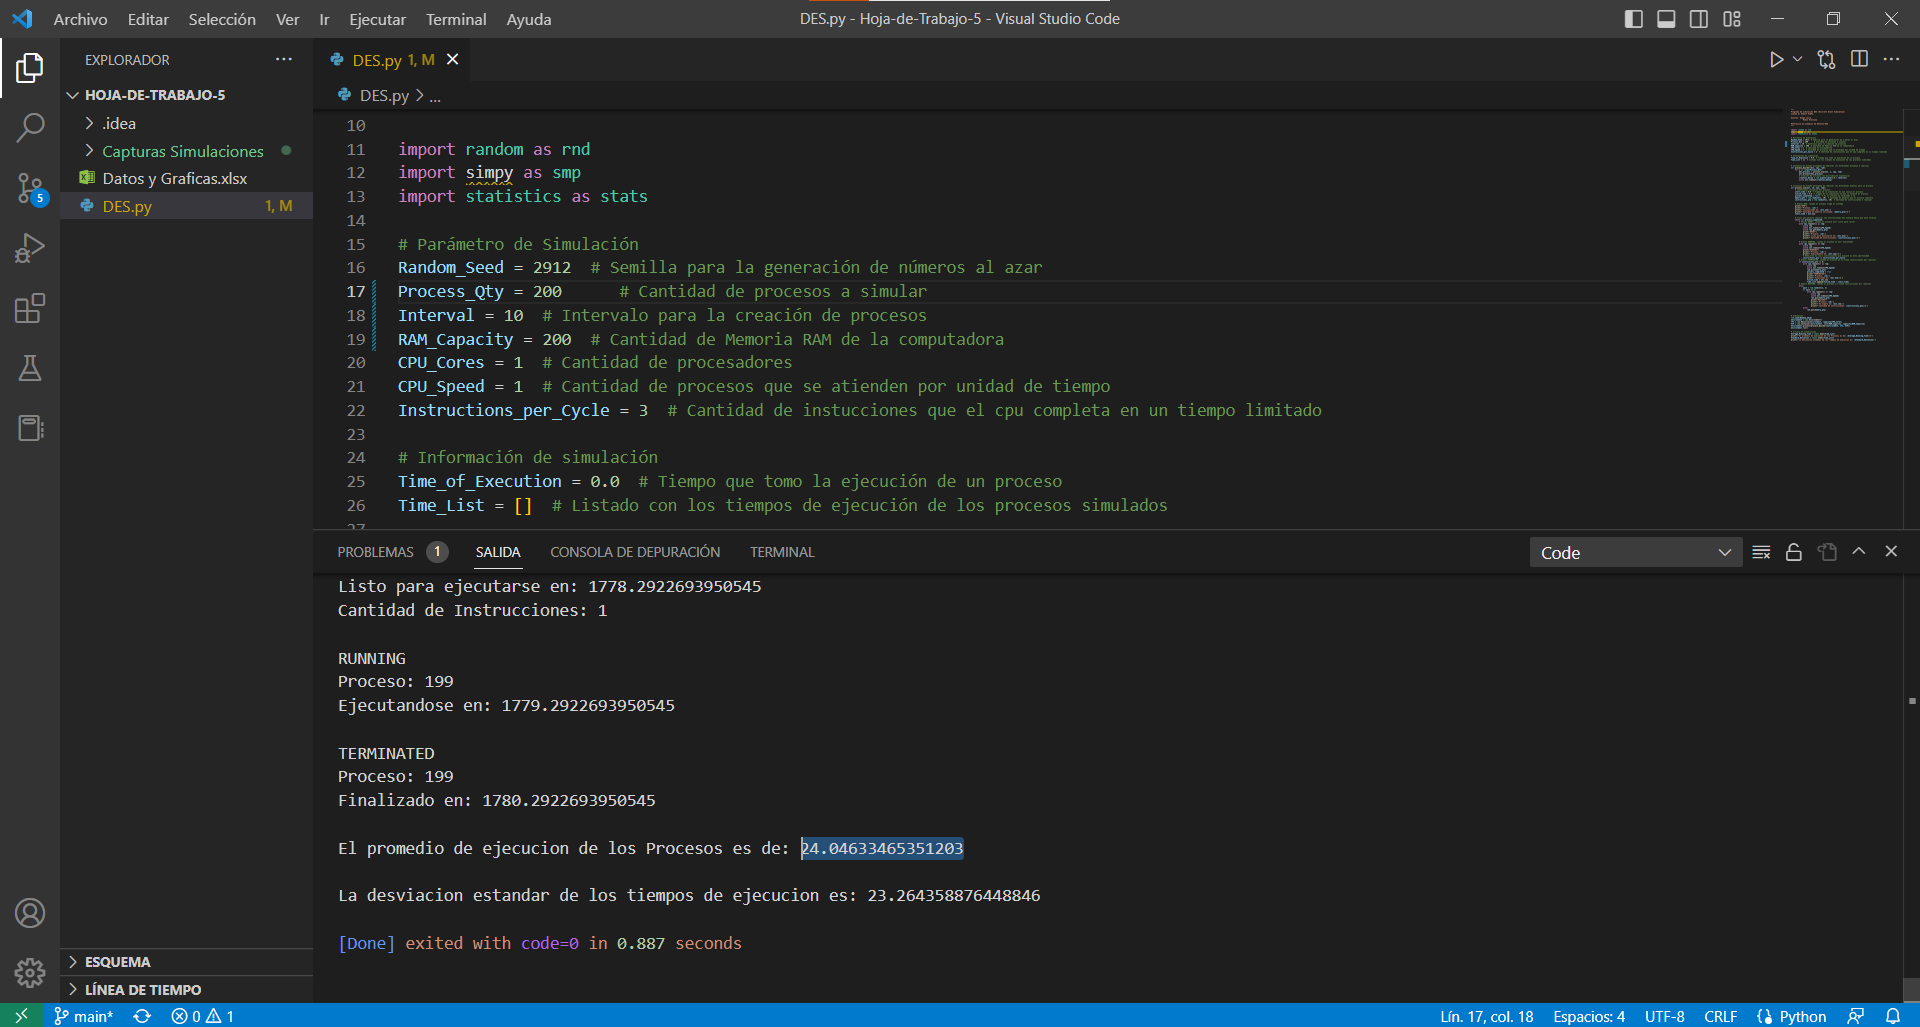 Archivo Editar Selección Ver Ir Ejecutar Terminal Ayuda
DES.py - Hoja-de-Trabajo-5 - Visual Studio Code
EXPLORADOR
HOJA-DE-TRABAJO-5
.idea
Capturas Simulaciones
Datos y Graficas.xlsx
DES.py 1, M
5
ESQUEMA
LÍNEA DE TIEMPO
DES.py 1, M
DES.py > ...
10
11 import random as rnd
12 import simpy as smp
13 import statistics as stats
14
15 # Parámetro de Simulación
16 Random_Seed = 2912 # Semilla para la generación de números al azar
17 Process_Qty = 200 # Cantidad de procesos a simular
18 Interval = 10 # Intervalo para la creación de procesos
19 RAM_Capacity = 200 # Cantidad de Memoria RAM de la computadora
20 CPU_Cores = 1 # Cantidad de procesadores
21 CPU_Speed = 1 # Cantidad de procesos que se atienden por unidad de tiempo
22 Instructions_per_Cycle = 3 # Cantidad de instucciones que el cpu completa en un tiempo limitado
23
24 # Información de simulación
25 Time_of_Execution = 0.0 # Tiempo que tomo la ejecución de un proceso
26 Time_List = [] # Listado con los tiempos de ejecución de los procesos simulados
27
PROBLEMAS 1 SALIDA CONSOLA DE DEPURACIÓN TERMINAL
Code
Listo para ejecutarse en: 1778.2922693950545
Cantidad de Instrucciones: 1
RUNNING
Proceso: 199
Ejecutandose en: 1779.2922693950545
TERMINATED
Proceso: 199
Finalizado en: 1780.2922693950545
El promedio de ejecucion de los Procesos es de: 24.04633465351203
La desviacion estandar de los tiempos de ejecucion es: 23.264358876448846
[Done] exited with code=0 in 0.887 seconds
main* 0 1
Lín. 17, col. 18 Espacios: 4 UTF-8 CRLF Python